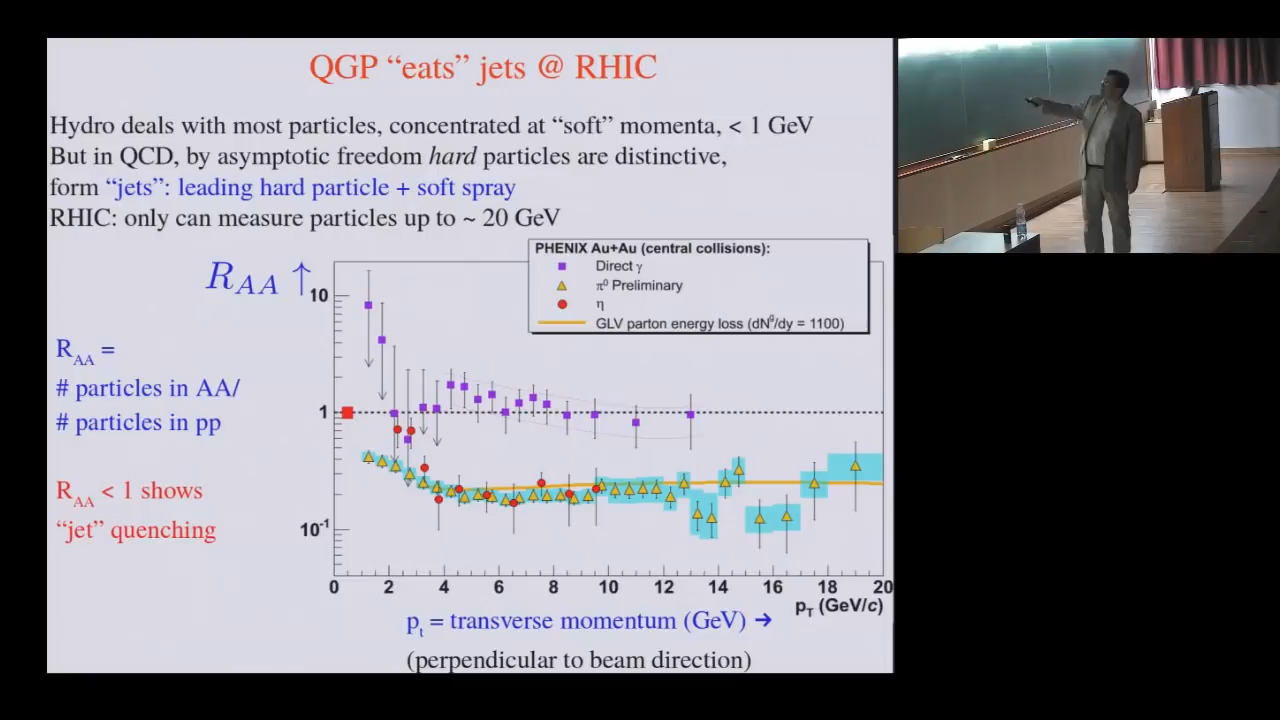 QGP “eats” jets @ RHIC
Hydro deals with most particles, concentrated at “soft” momenta, < 1 GeV
But in QCD, by asymptotic freedom hard particles are distinctive,
form “jets”: leading hard particle + soft spray
RHIC: only can measure particles up to ~ 20 GeV
R_AA ↑
PHENIX Au+Au (central collisions):
Direct γ
π⁰ Preliminary
η
GLV parton energy loss (dNᵍ/dy = 1100)
10
1
10⁻¹
R_AA =
# particles in AA/
# particles in pp
R_AA < 1 shows
“jet” quenching
0 2 4 6 8 10 12 14 16 18 20
p_T (GeV/c)
p_t = transverse momentum (GeV) →
(perpendicular to beam direction)